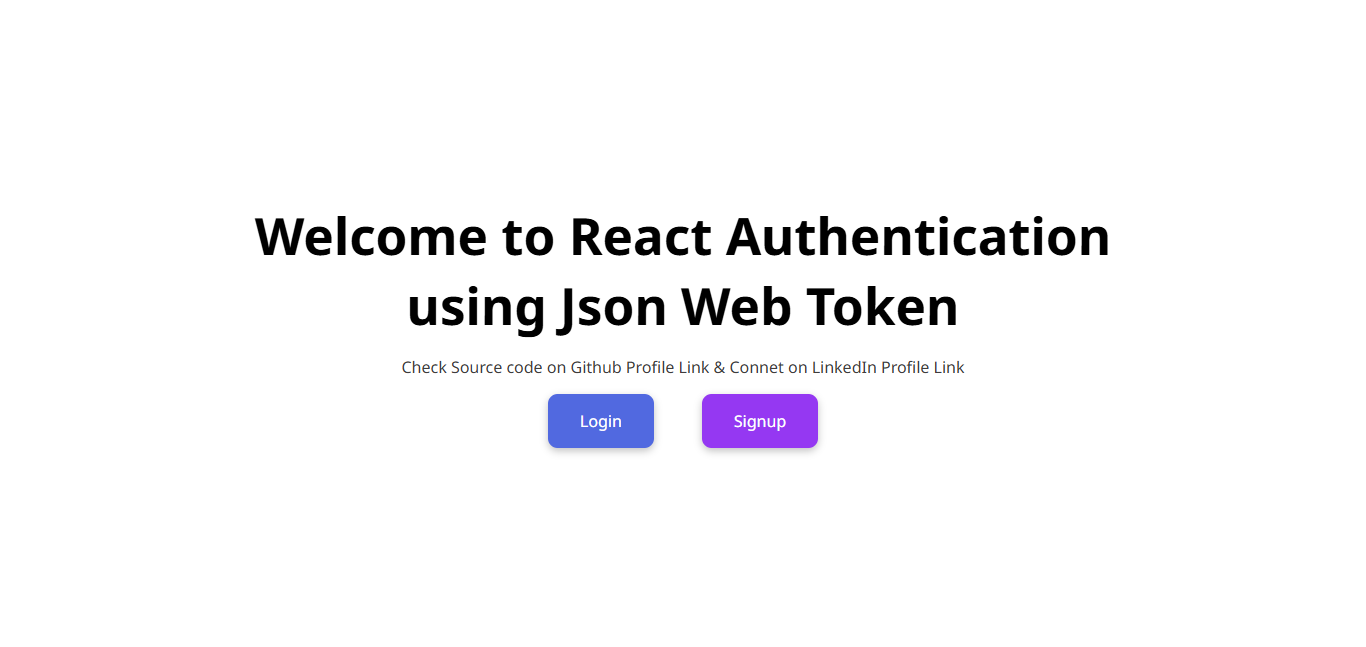 Welcome to React Authentication
using Json Web Token
Check Source code on Github Profile Link & Connet on LinkedIn Profile Link
Login
Signup